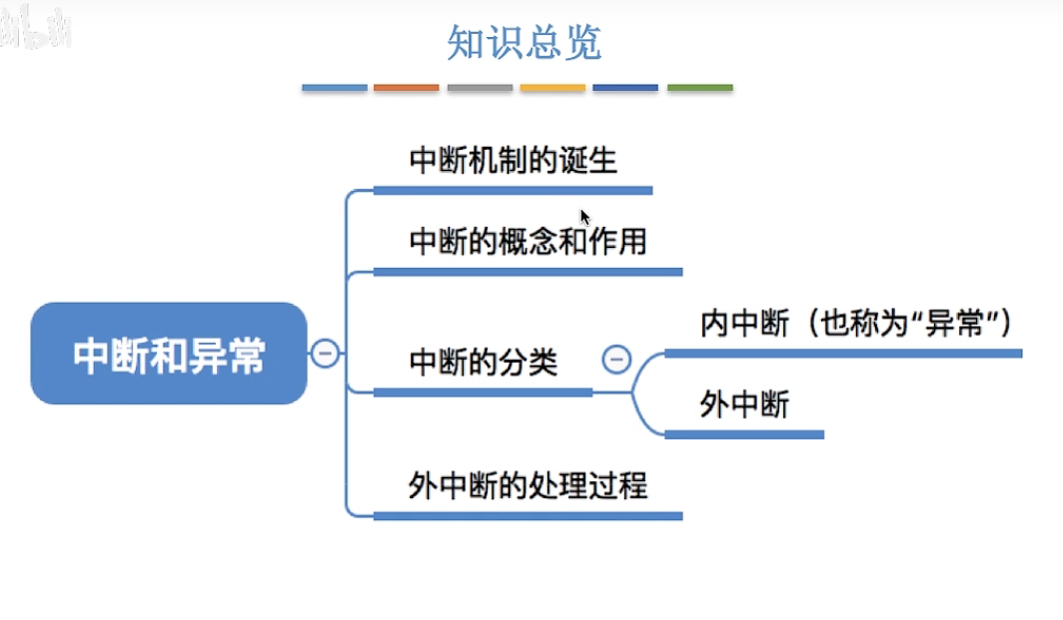 知识总览
中断机制的诞生
中断的概念和作用
中断和异常
中断的分类
内中断（也称为“异常”）
外中断
外中断的处理过程